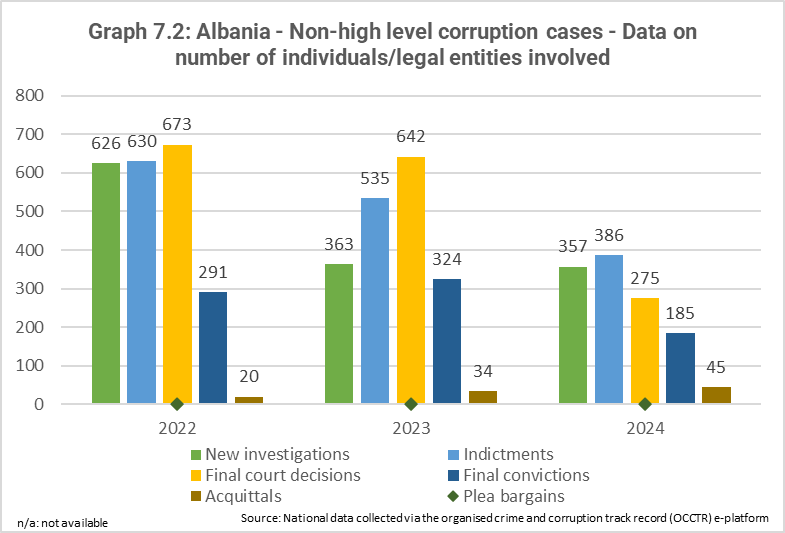 Graph 7.2: Albania - Non-high level corruption cases - Data on
number of individuals/legal entities involved
800
700
600
500
400
300
200
100
0
626
630
673
291
20
363
535
642
324
34
357
386
275
185
45
2022
2023
2024
New investigations
Indictments
Final court decisions
Final convictions
Acquittals
Plea bargains
n/a: not available
Source: National data collected via the organised crime and corruption track record (OCCTR) e-platform